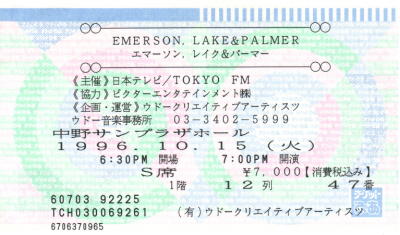 EMERSON, LAKE&PALMER
エマーソン, レイク&パーマー
《主催》日本テレビ/TOKYO FM
《協力》ビクターエンタテインメント㈱
《企画・運営》ウドークリエイティブアーティスツ
ウドー音楽事務所 03-3402-5999
中野サンプラザホール
1996.10.15 (火)
6:30PM 開場 7:00PM 開演
S席 ¥7,000【消費税込み】
1階 12列 47番
60703 92225
TCH030069261 (有)ウドークリエイティブアーティスツ
6706370965